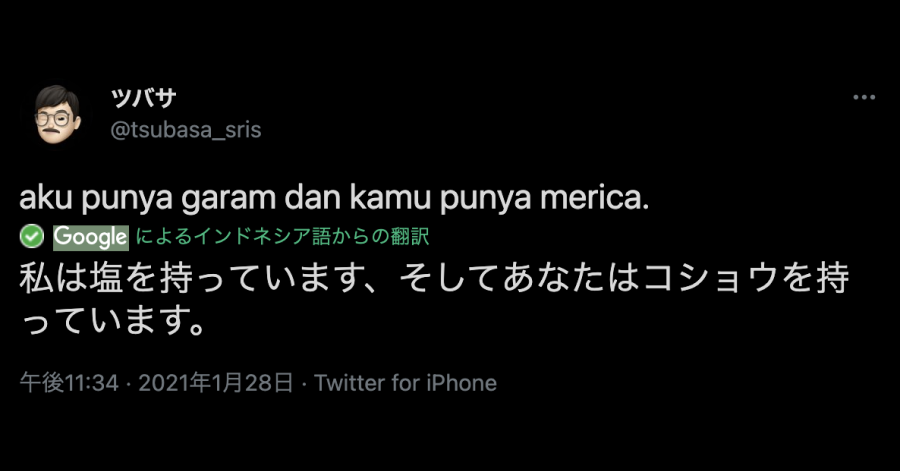 ツバサ
@tsubasa_sris
aku punya garam dan kamu punya merica.
Google によるインドネシア語からの翻訳
私は塩を持っています、そしてあなたはコショウを持
っています。
午後11:34 · 2021年1月28日 · Twitter for iPhone